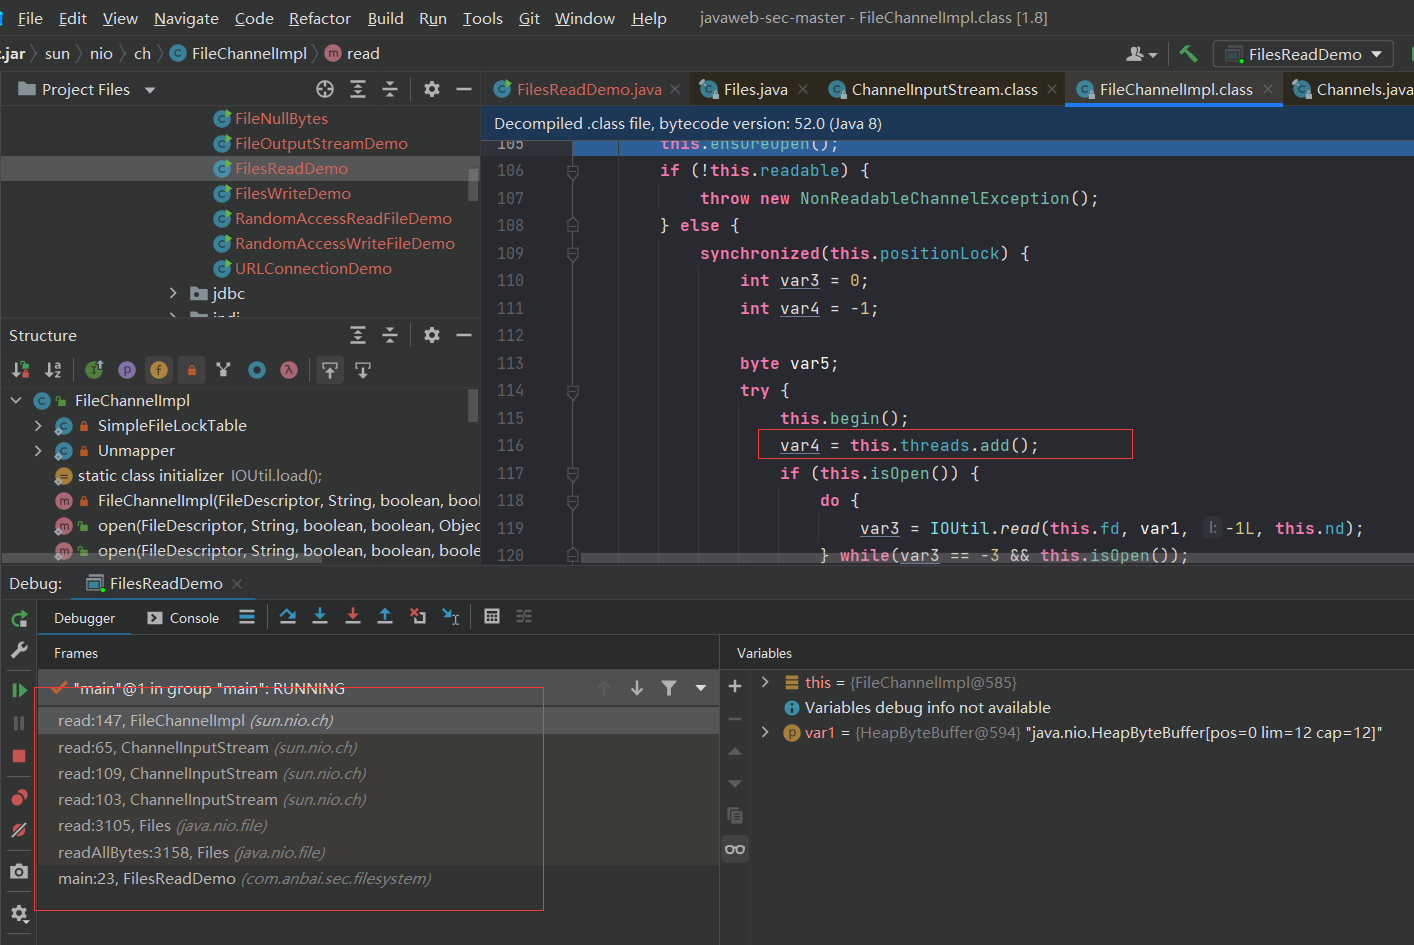 File Edit View Navigate Code Refactor Build Run Tools Git Window Help javaweb-sec-master - FileChannelImpl.class [1.8]
.jar sun nio ch FileChannelImpl read FilesReadDemo
Project Files
FilesReadDemo.java Files.java ChannelInputStream.class FileChannelImpl.class Channels.java
Decompiled .class file, bytecode version: 52.0 (Java 8)
FileNullBytes
FileOutputStreamDemo
FilesReadDemo
FilesWriteDemo
RandomAccessReadFileDemo
RandomAccessWriteFileDemo
URLConnectionDemo
jdbc
jndi
105 this.ensureOpen();
106 if (!this.readable) {
107 throw new NonReadableChannelException();
108 } else {
109 synchronized(this.positionLock) {
110 int var3 = 0;
111 int var4 = -1;
112
113 byte var5;
114 try {
115 this.begin();
116 var4 = this.threads.add();
117 if (this.isOpen()) {
118 do {
119 var3 = IOUtil.read(this.fd, var1, l: -1L, this.nd);
120 } while(var3 == -3 && this.isOpen());
Structure
FileChannelImpl
SimpleFileLockTable
Unmapper
static class initializer IOUtil.load();
FileChannelImpl(FileDescriptor, String, boolean, bool
open(FileDescriptor, String, boolean, boolean, Objec
open(FileDescriptor, String, boolean, boolean, boole
Debug: FilesReadDemo
Debugger Console
Frames
"main"@1 in group "main": RUNNING
read:147, FileChannelImpl (sun.nio.ch)
read:65, ChannelInputStream (sun.nio.ch)
read:109, ChannelInputStream (sun.nio.ch)
read:103, ChannelInputStream (sun.nio.ch)
read:3105, Files (java.nio.file)
readAllBytes:3158, Files (java.nio.file)
main:23, FilesReadDemo (com.anbai.sec.filesystem)
Variables
this = {FileChannelImpl@585}
Variables debug info not available
var1 = {HeapByteBuffer@594} "java.nio.HeapByteBuffer[pos=0 lim=12 cap=12]"